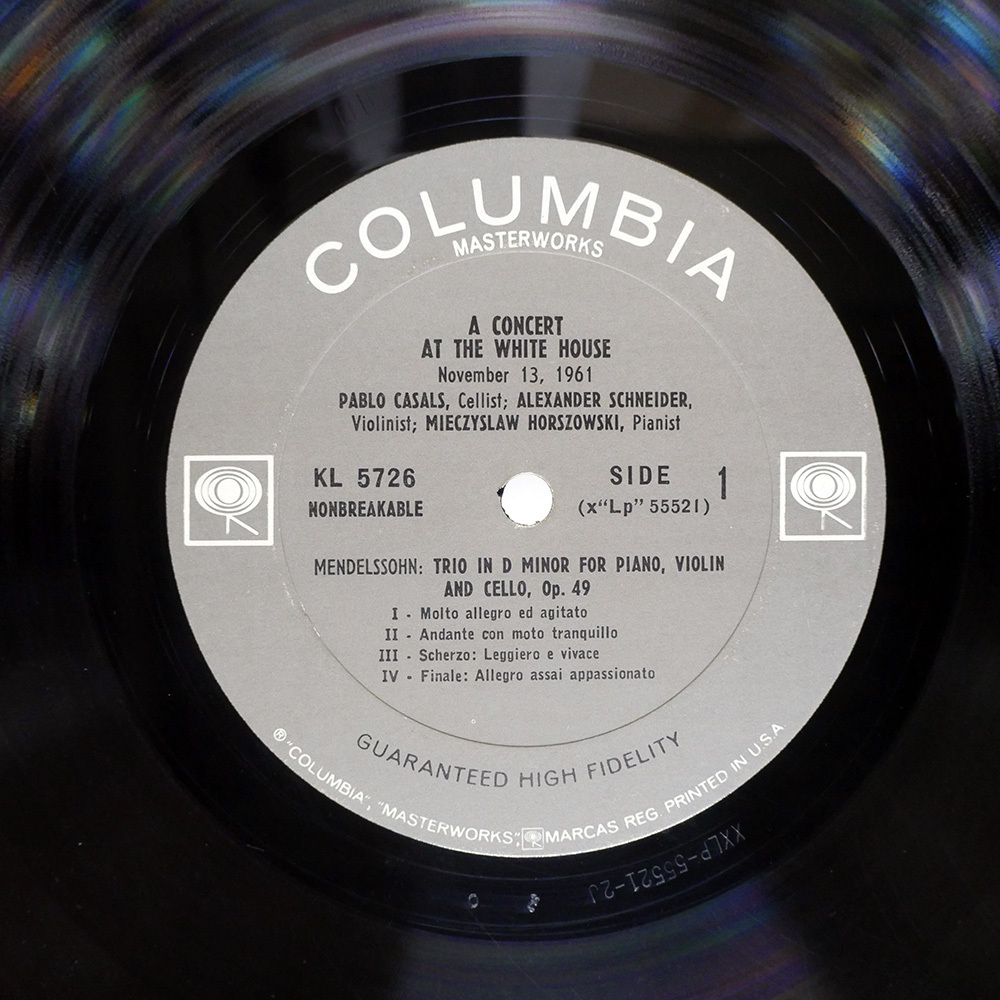 COLUMBIA
MASTERWORKS
A CONCERT
AT THE WHITE HOUSE
November 13, 1961
PABLO CASALS, Cellist; ALEXANDER SCHNEIDER,
Violinist; MIECZYSLAW HORSZOWSKI, Pianist
KL 5726
NONBREAKABLE
SIDE 1
(x“Lp” 55521)
MENDELSSOHN: TRIO IN D MINOR FOR PIANO, VIOLIN
AND CELLO, Op. 49
I - Molto allegro ed agitato
II - Andante con moto tranquillo
III - Scherzo: Leggiero e vivace
IV - Finale: Allegro assai appassionato
GUARANTEED HIGH FIDELITY
® “COLUMBIA”, “MASTERWORKS”, MARCAS REG. PRINTED IN U.S.A.
XXLP-55521-2J